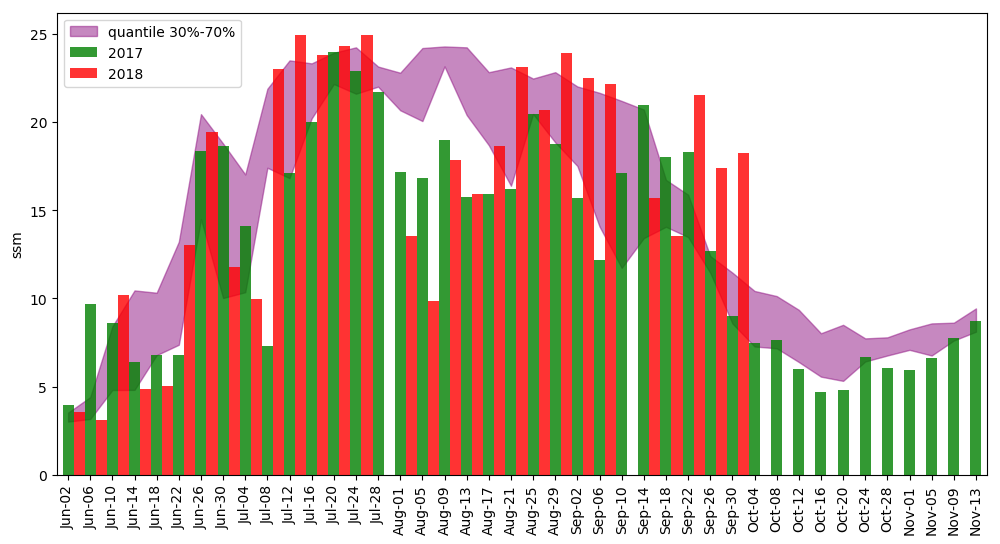 quantile 30%-70%
2017
2018
ssm
25
20
15
10
5
0
Jun-02
Jun-06
Jun-10
Jun-14
Jun-18
Jun-22
Jun-26
Jun-30
Jul-04
Jul-08
Jul-12
Jul-16
Jul-20
Jul-24
Jul-28
Aug-01
Aug-05
Aug-09
Aug-13
Aug-17
Aug-21
Aug-25
Aug-29
Sep-02
Sep-06
Sep-10
Sep-14
Sep-18
Sep-22
Sep-26
Sep-30
Oct-04
Oct-08
Oct-12
Oct-16
Oct-20
Oct-24
Oct-28
Nov-01
Nov-05
Nov-09
Nov-13